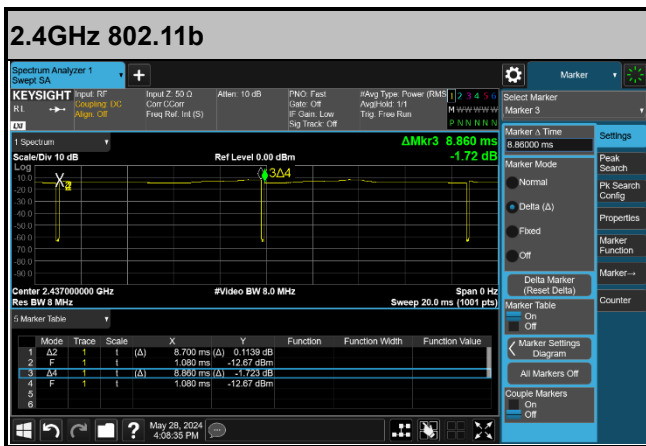 2.4GHz 802.11b
Spectrum Analyzer 1
Swept SA
Marker
KEYSIGHT
RL
Input: RF
Coupling: DC
Align: Off
Input Z: 50 Ω
Corr CCorr
Freq Ref: Int (S)
Atten: 10 dB
PNO: Fast
Gate: Off
IF Gain: Low
Sig Track: Off
#Avg Type: Power (RMS
Avg|Hold: 1/1
Trig: Free Run
1 2 3 4 5 6
M W W W W W
P N N N N N
LXI
Select Marker
Marker 3
Marker Δ Time
8.86000 ms
Settings
1 Spectrum
ΔMkr3 8.860 ms
-1.72 dB
Scale/Div 10 dB
Ref Level 0.00 dBm
Log
-10.0
-20.0
-30.0
-40.0
-50.0
-60.0
-70.0
-80.0
-90.0
3Δ4
Center 2.437000000 GHz
#Video BW 8.0 MHz
Span 0 Hz
Res BW 8 MHz
Sweep 20.0 ms (1001 pts)
Marker Mode
Normal
Delta (Δ)
Fixed
Off
Delta Marker
(Reset Delta)
Marker Table
On
Off
Marker Settings
Diagram
All Markers Off
Couple Markers
On
Off
Peak
Search
Pk Search
Config
Properties
Marker
Function
Marker→
Counter
5 Marker Table
Mode Trace Scale X Y Function Function Width Function Value
1 Δ2 1 t (Δ) 8.700 ms (Δ) 0.1139 dB
2 F 1 t 1.080 ms -12.67 dBm
3 Δ4 1 t (Δ) 8.860 ms (Δ) -1.723 dB
4 F 1 t 1.080 ms -12.67 dBm
5
6
May 28, 2024
4:08:35 PM